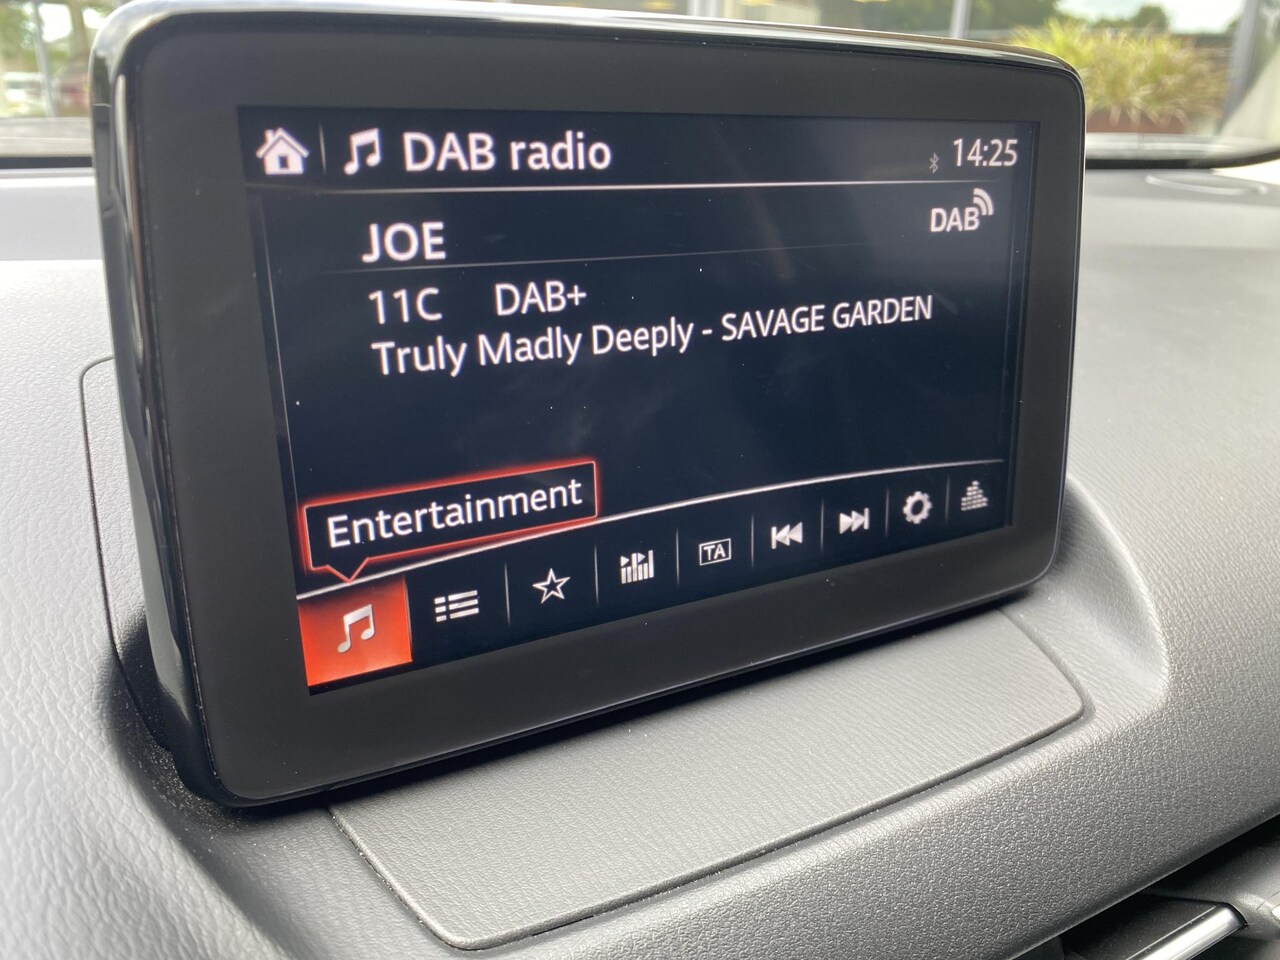 DAB radio
14:25
JOE
DAB
11C DAB+
Truly Madly Deeply - SAVAGE GARDEN
Entertainment
TA